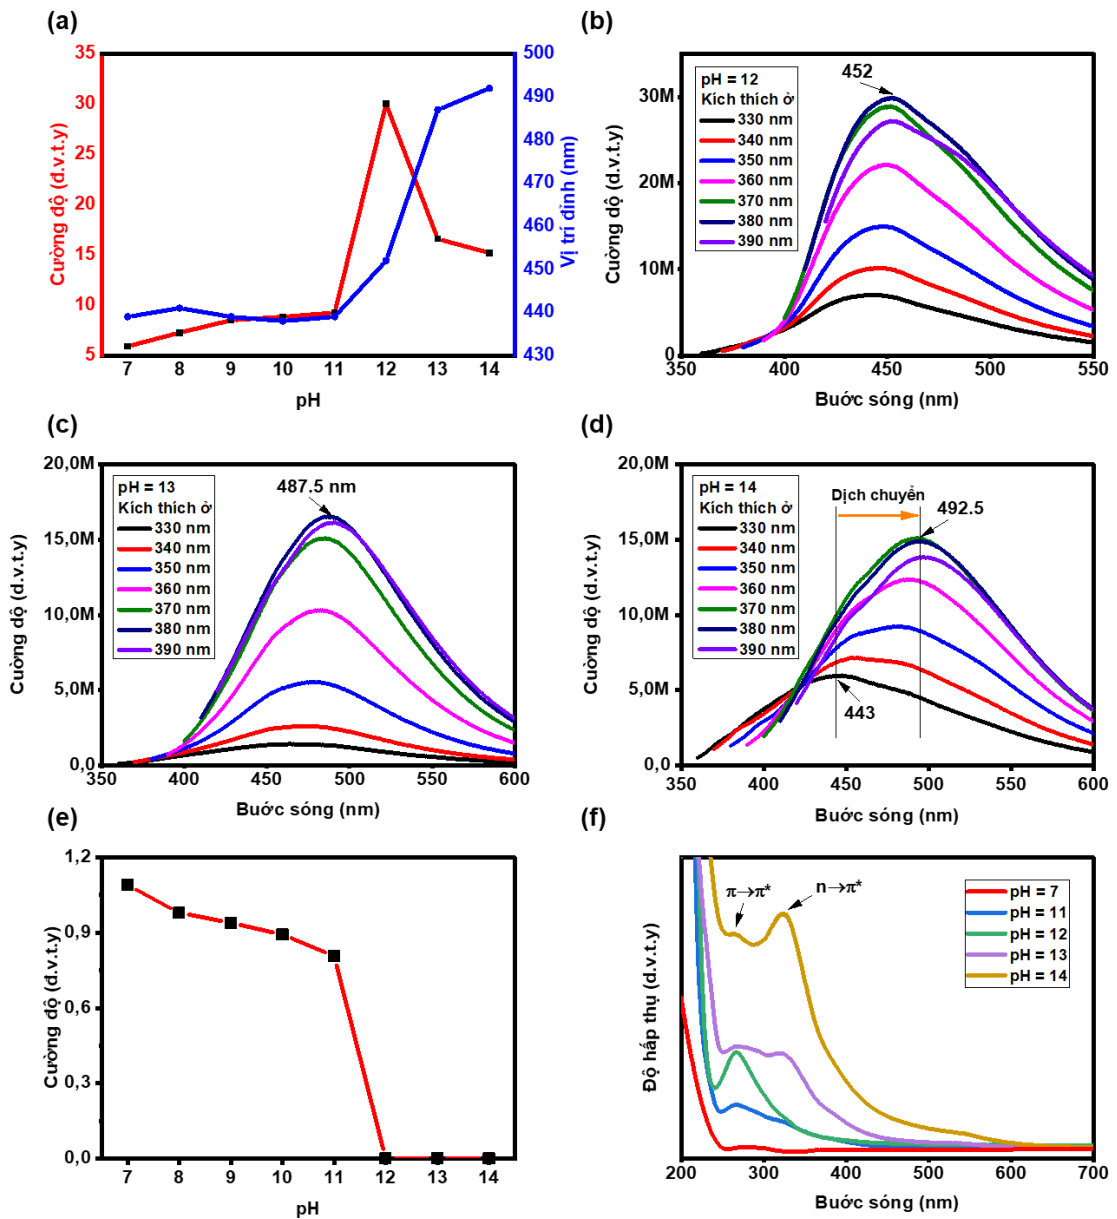 (a)
35
30
25
20
15
10
5
Cường độ (d.v.t.y)
500
490
480
470
460
450
440
430
Vị trí đỉnh (nm)
7 8 9 10 11 12 13 14
pH
(b)
pH = 12
Kích thích ở
330 nm
340 nm
350 nm
360 nm
370 nm
380 nm
390 nm
452
30M
20M
10M
0
Cường độ (d.v.t.y)
350 400 450 500 550
Bước sóng (nm)
(c)
20,0M
15,0M
10,0M
5,0M
0,0
Cường độ (d.v.t.y)
pH = 13
Kích thích ở
330 nm
340 nm
350 nm
360 nm
370 nm
380 nm
390 nm
487.5 nm
350 400 450 500 550 600
Bước sóng (nm)
(d)
20,0M
15,0M
10,0M
5,0M
0,0
Cường độ (d.v.t.y)
pH = 14
Kích thích ở
330 nm
340 nm
350 nm
360 nm
370 nm
380 nm
390 nm
Dịch chuyển
492.5
443
350 400 450 500 550 600
Bước sóng (nm)
(e)
1,2
0,9
0,6
0,3
0,0
Cường độ (d.v.t.y)
7 8 9 10 11 12 13 14
pH
(f)
Độ hấp thụ (d.v.t.y)
π→π*
n→π*
pH = 7
pH = 11
pH = 12
pH = 13
pH = 14
200 300 400 500 600 700
Bước sóng (nm)